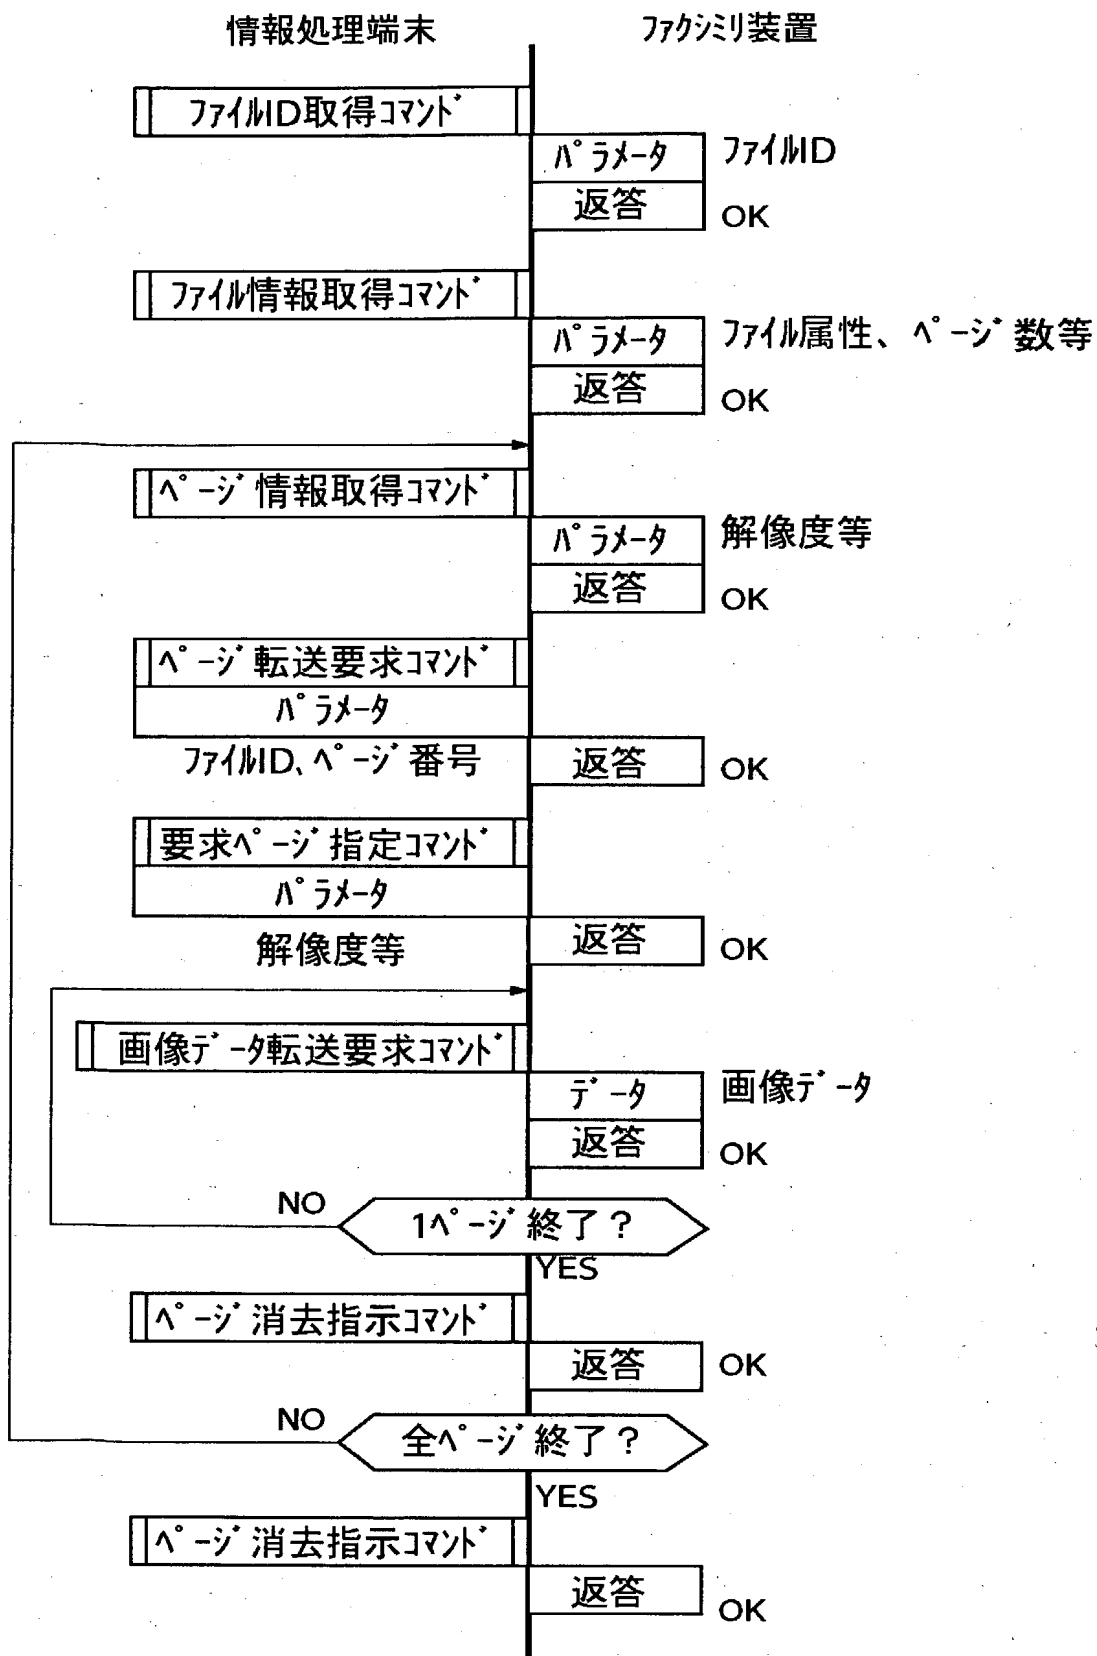 情報処理端末
ファクシミリ装置
ファイルID取得コマンド
パラメータ
ファイルID
返答
OK
ファイル情報取得コマンド
パラメータ
ファイル属性、ページ数等
返答
OK
ページ情報取得コマンド
パラメータ
解像度等
返答
OK
ページ転送要求コマンド
パラメータ
ファイルID、ページ番号
返答
OK
要求ページ指定コマンド
パラメータ
解像度等
返答
OK
画像データ転送要求コマンド
データ
画像データ
返答
OK
NO
1ページ終了？
YES
ページ消去指示コマンド
返答
OK
NO
全ページ終了？
YES
ページ消去指示コマンド
返答
OK